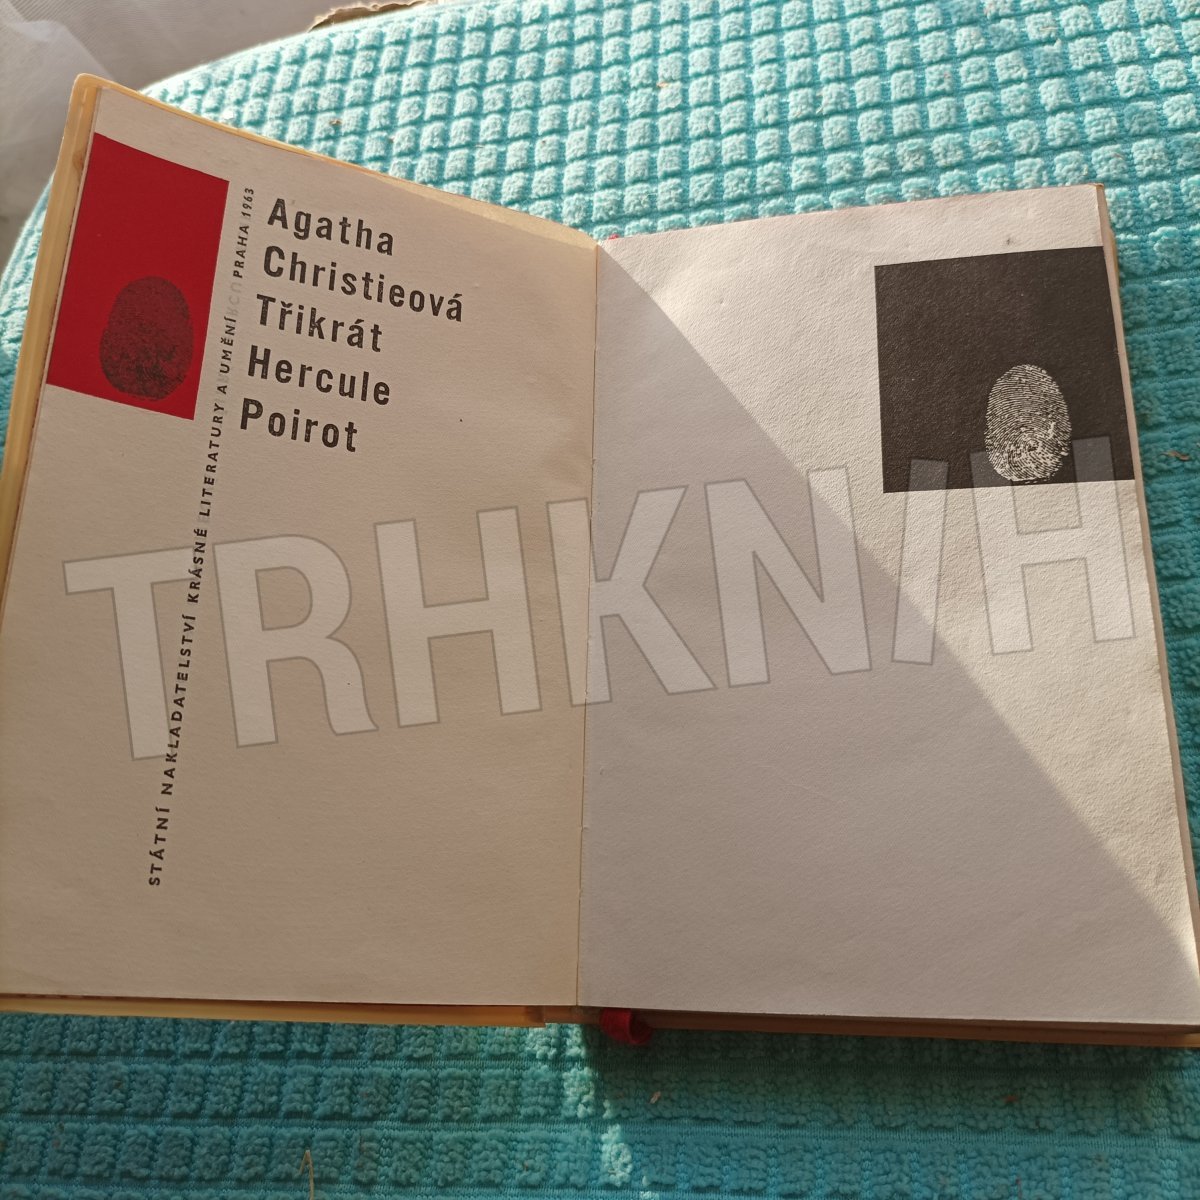 Agatha
Christieová
Třikrát
Hercule
Poirot
STÁTNÍ NAKLADATELSTVÍ KRÁSNÉ LITERATURY A UMĚNÍ PRAHA 1963
TRHKNIH